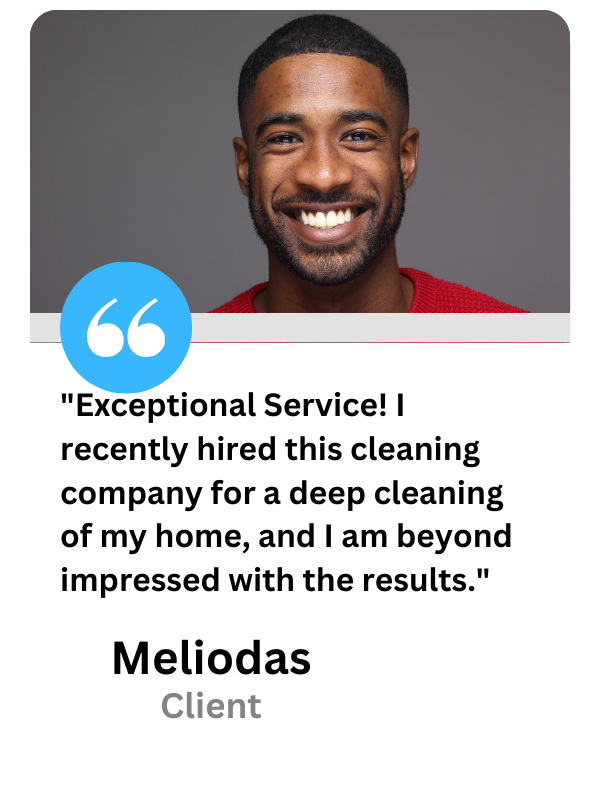 "Exceptional Service! I
recently hired this cleaning
company for a deep cleaning
of my home, and I am beyond
impressed with the results."
Meliodas
Client